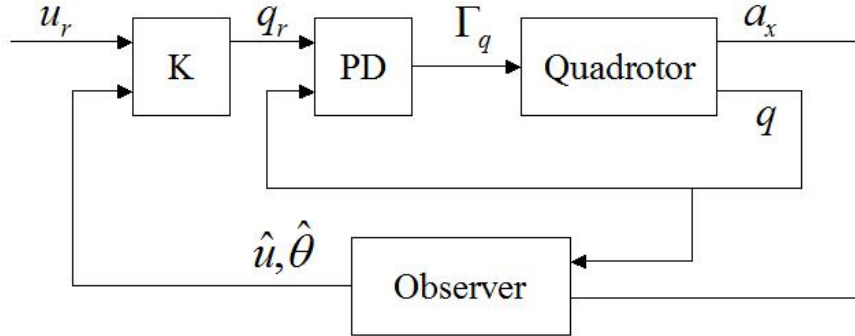 u_r
K
q_r
PD
Γ_q
Quadrotor
a_x
q
û, θ̂
Observer